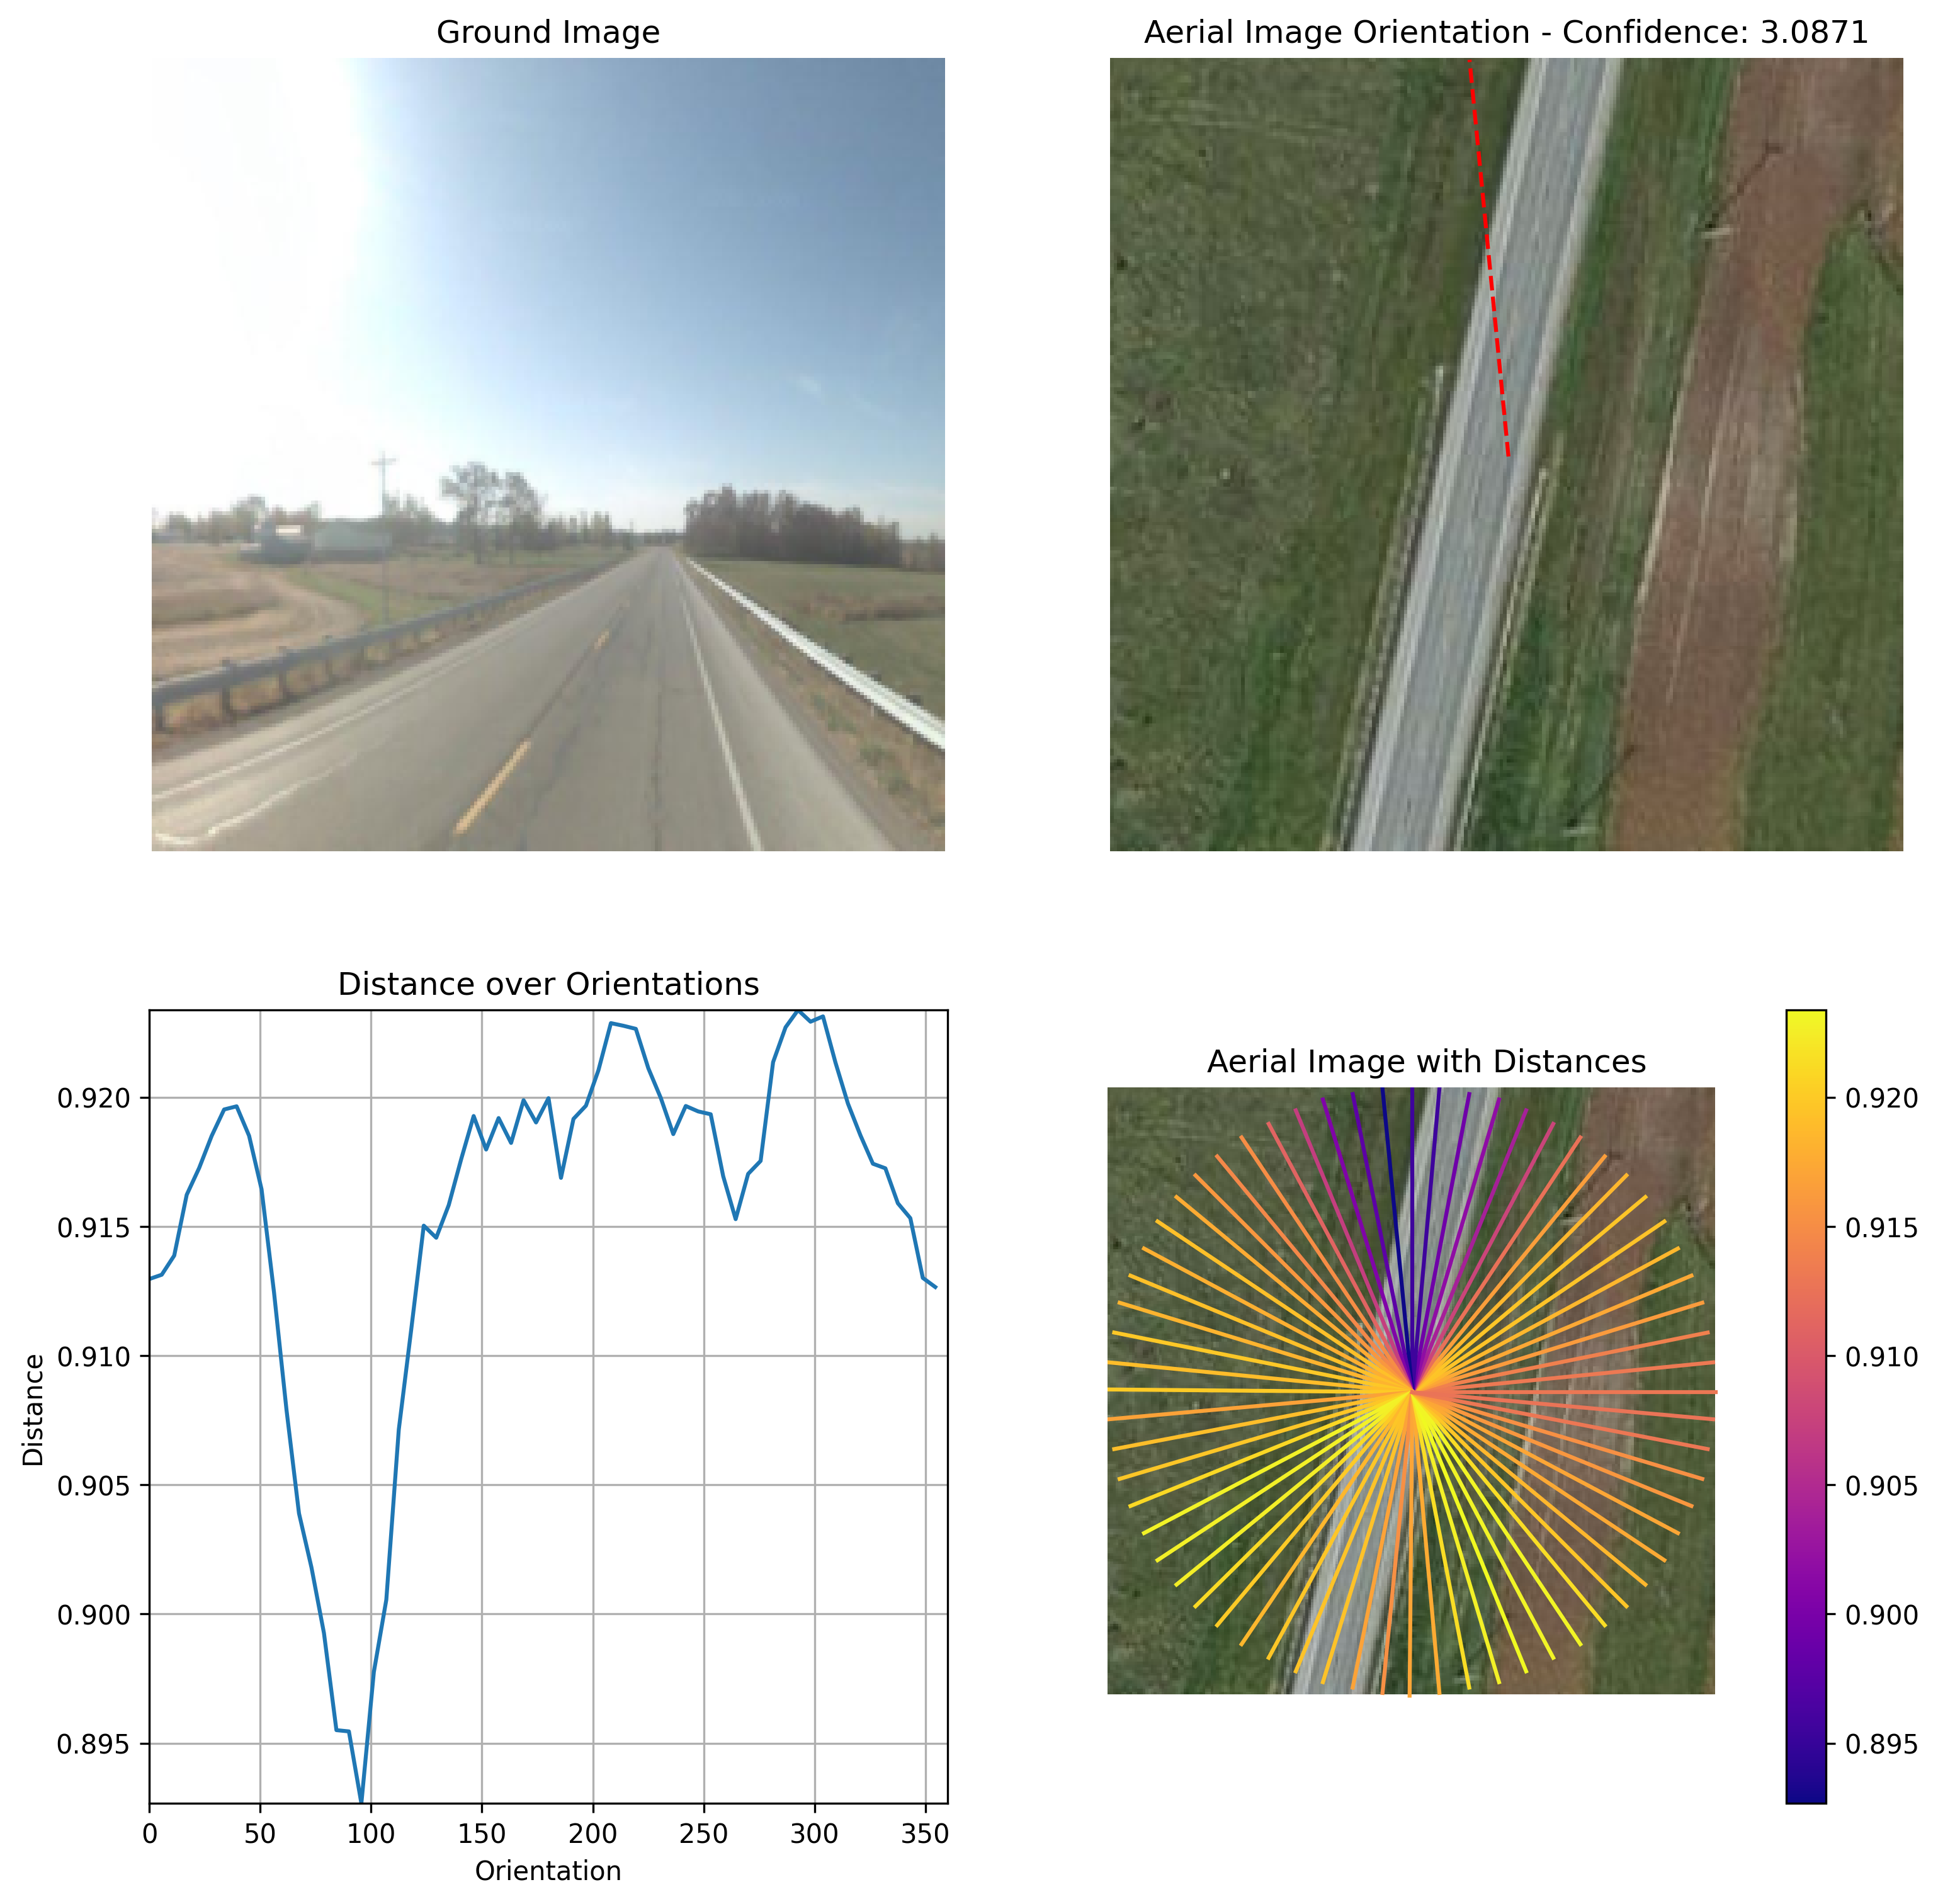 Ground Image
Aerial Image Orientation - Confidence: 3.0871
Distance over Orientations
0.920
0.915
0.910
0.905
0.900
0.895
Distance
0 50 100 150 200 250 300 350
Orientation
Aerial Image with Distances
0.920
0.915
0.910
0.905
0.900
0.895